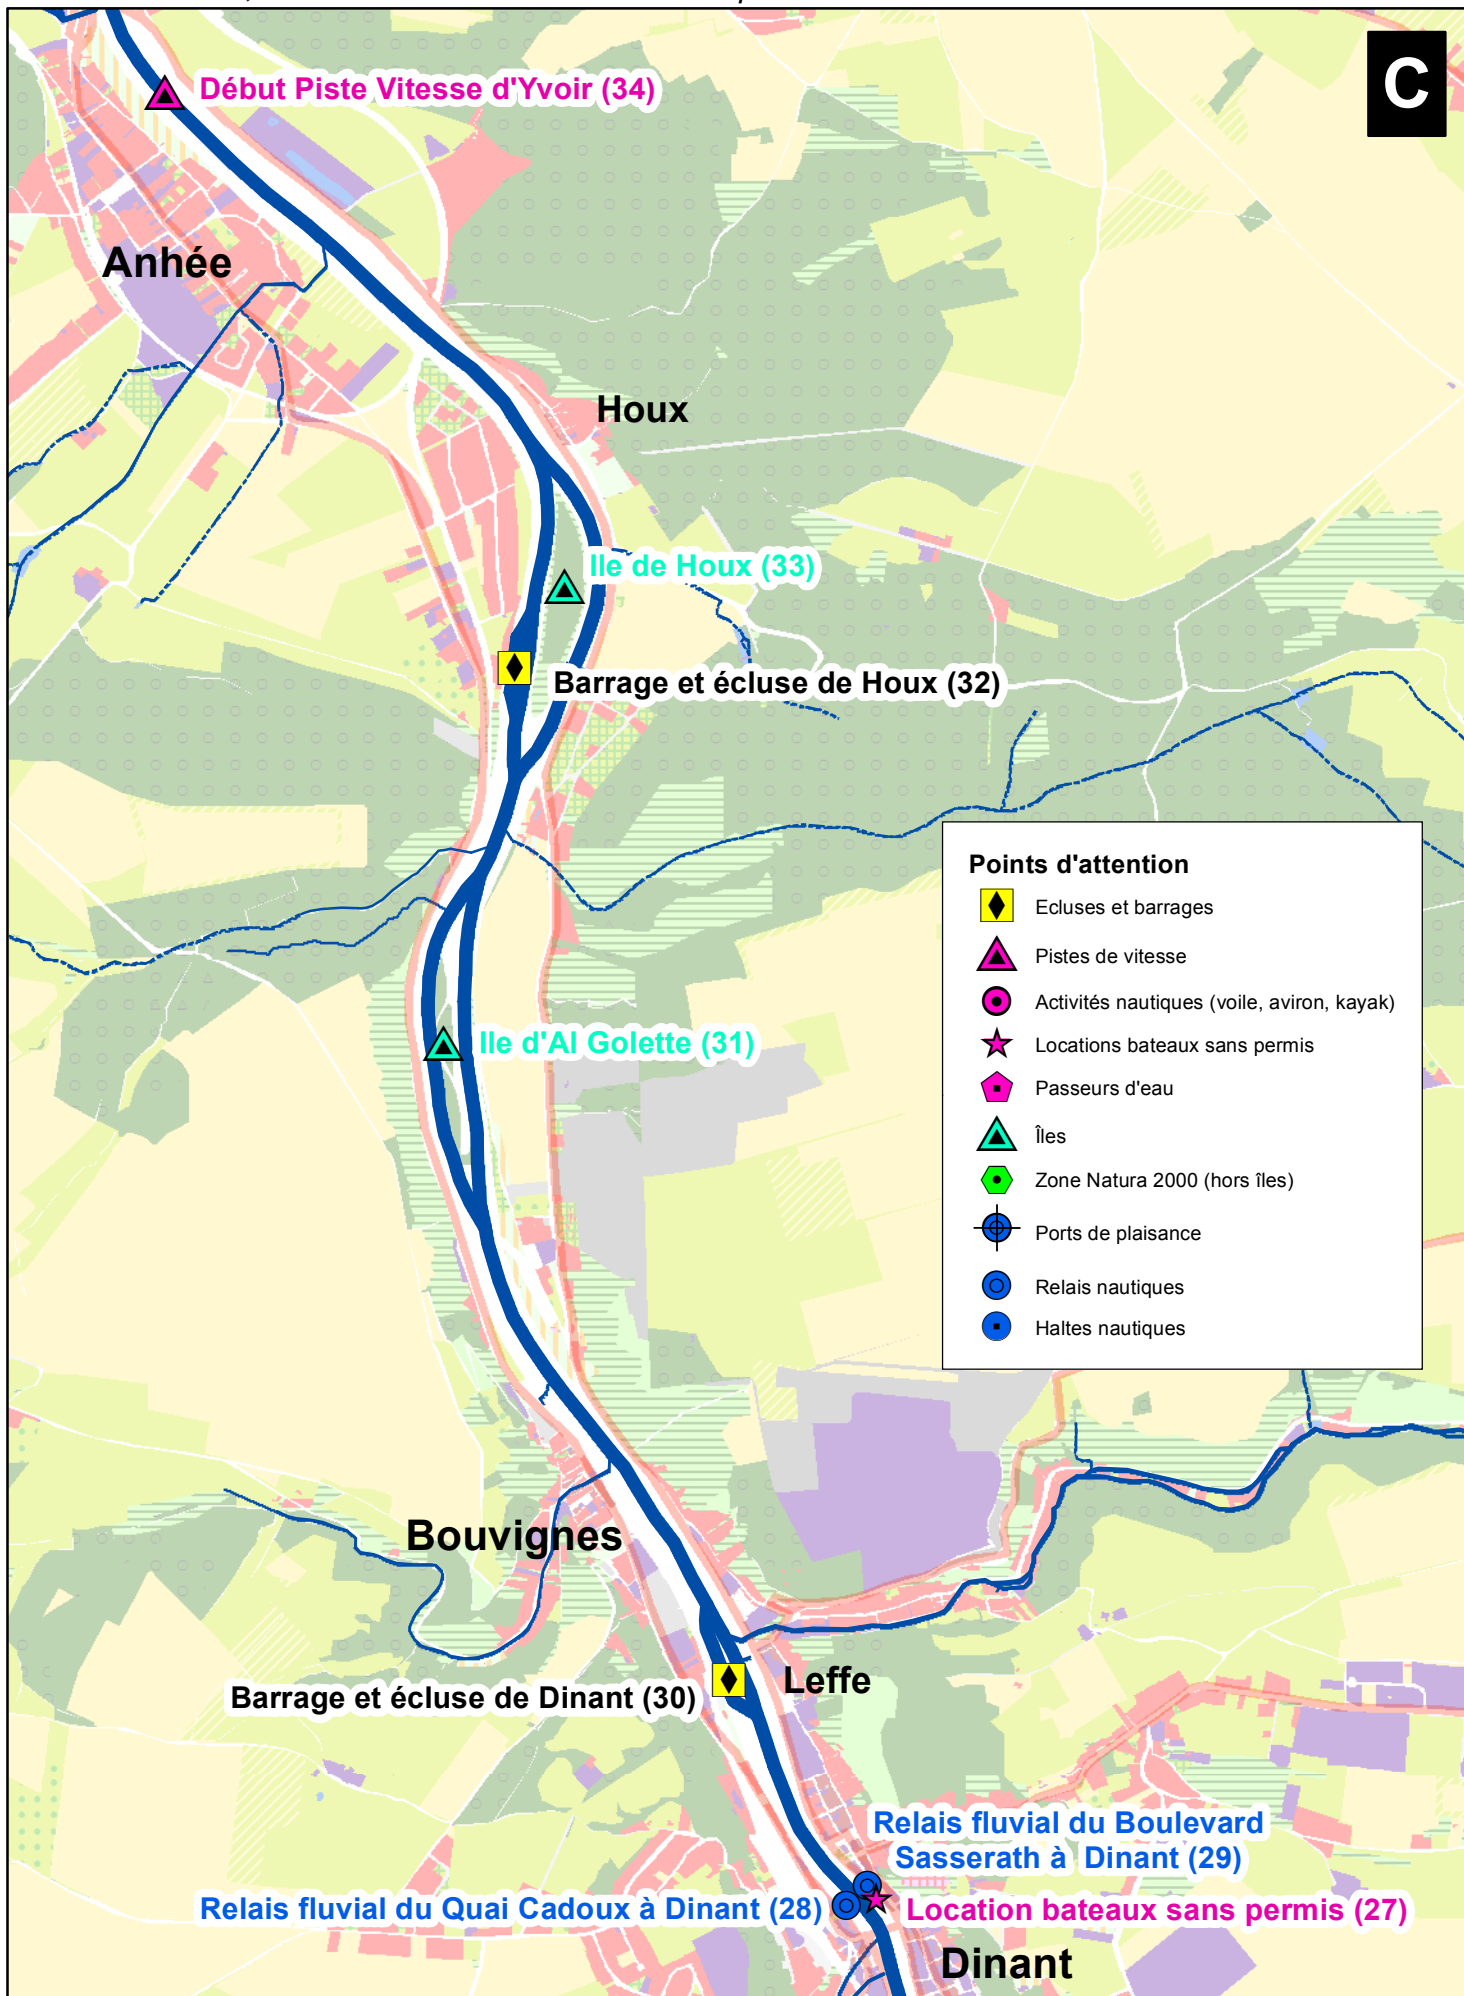 C
Début Piste Vitesse d'Yvoir (34)
Anhée
Houx
Ile de Houx (33)
Barrage et écluse de Houx (32)
Points d'attention
Ecluses et barrages
Pistes de vitesse
Activités nautiques (voile, aviron, kayak)
Locations bateaux sans permis
Passeurs d'eau
Îles
Zone Natura 2000 (hors îles)
Ports de plaisance
Relais nautiques
Haltes nautiques
Ile d'Al Golette (31)
Bouvignes
Leffe
Barrage et écluse de Dinant (30)
Relais fluvial du Boulevard
Sasserath à Dinant (29)
Relais fluvial du Quai Cadoux à Dinant (28)
Location bateaux sans permis (27)
Dinant